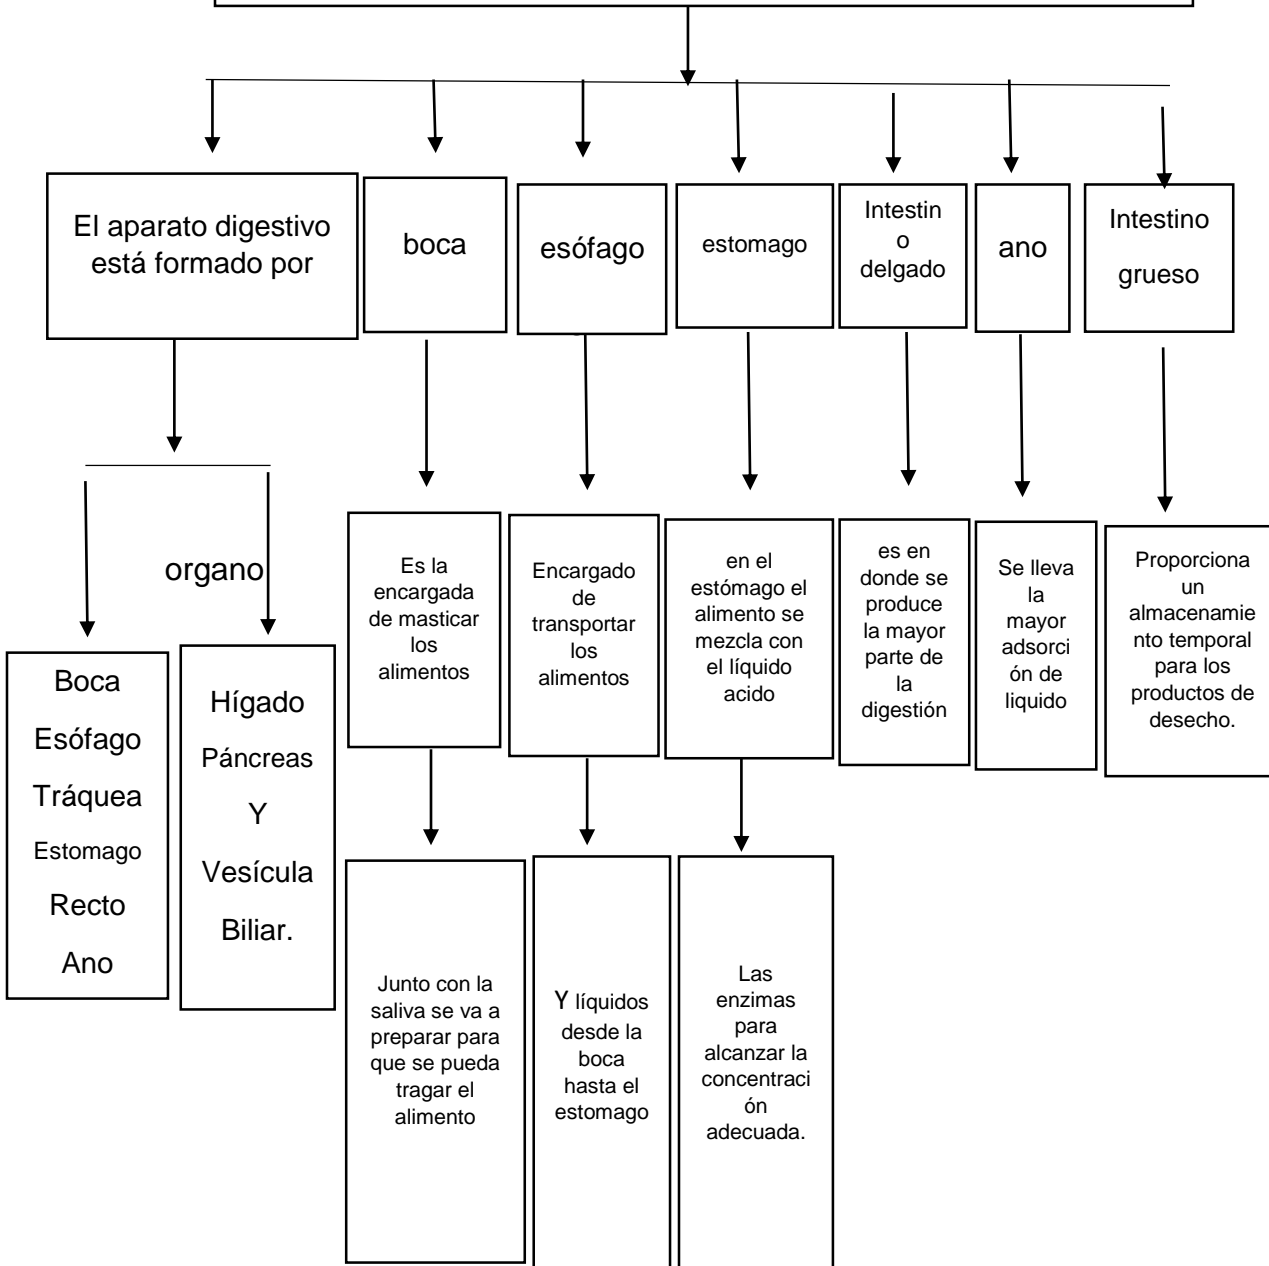 El aparato digestivo
está formado por
boca
esófago
estomago
Intestin
o
delgado
ano
Intestino
grueso
organo
Boca
Esófago
Tráquea
Estomago
Recto
Ano
Hígado
Páncreas
Y
Vesícula
Biliar.
Es la
encargada
de masticar
los
alimentos
Encargado
de
transportar
los
alimentos
en el
estómago el
alimento se
mezcla con
el líquido
acido
es en
donde se
produce
la mayor
parte de
la
digestión
Se lleva
la
mayor
adsorci
ón de
liquido
Proporciona
un
almacenamie
nto temporal
para los
productos de
desecho.
Junto con la
saliva se va a
preparar para
que se pueda
tragar el
alimento
Y líquidos
desde la
boca
hasta el
estomago
Las
enzimas
para
alcanzar la
concentraci
ón
adecuada.